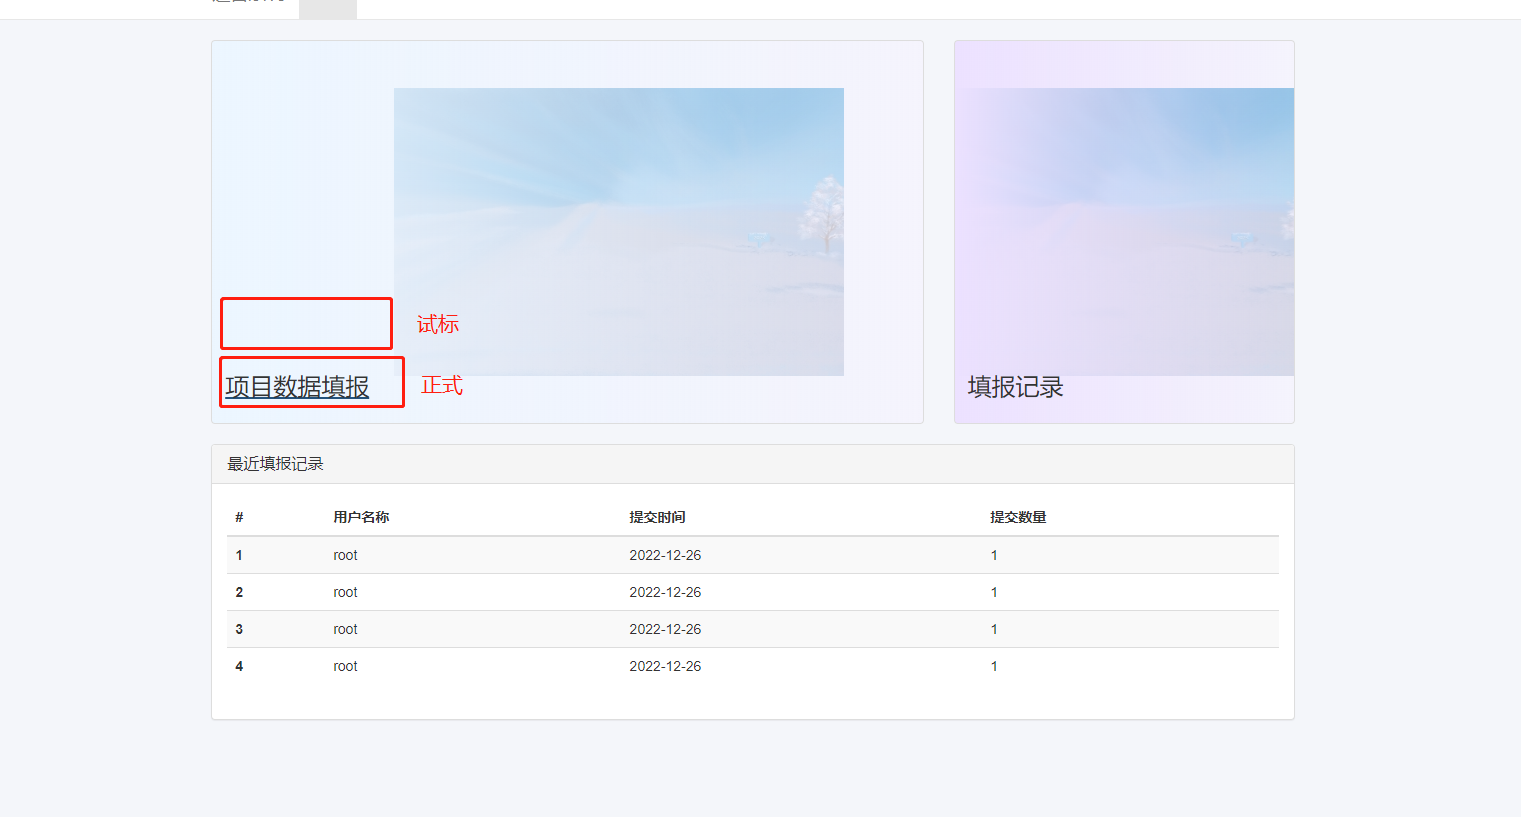 试标
项目数据填报
正式
填报记录
最近填报记录
# 用户名称 提交时间 提交数量
1 root 2022-12-26 1
2 root 2022-12-26 1
3 root 2022-12-26 1
4 root 2022-12-26 1